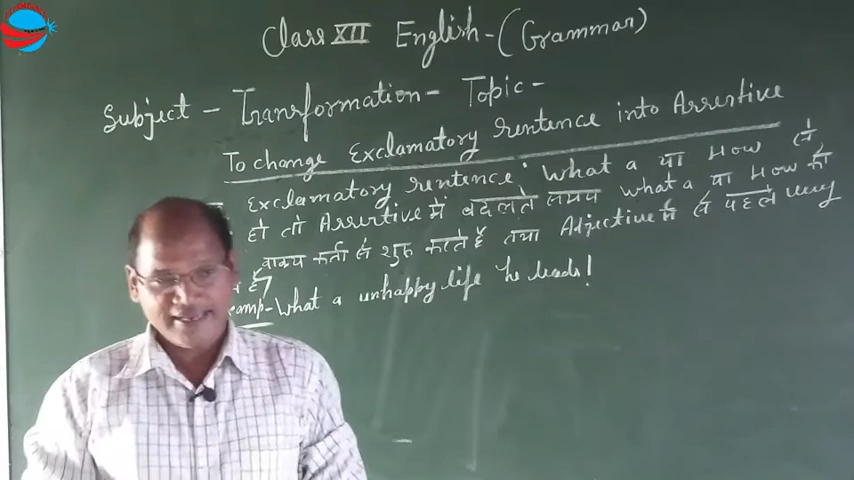 Class XII English-(Grammar)
Subject - Transformation- Topic -
To change Exclamatory sentence into Assertive
Exclamatory sentence What a या How से
हो तो Assertive में बदलते समय what a या How को
वाक्य कर्ता से शुरू करते हैं तथा Adjective से पहले very
है
Examp- What a unhappy life he leads!